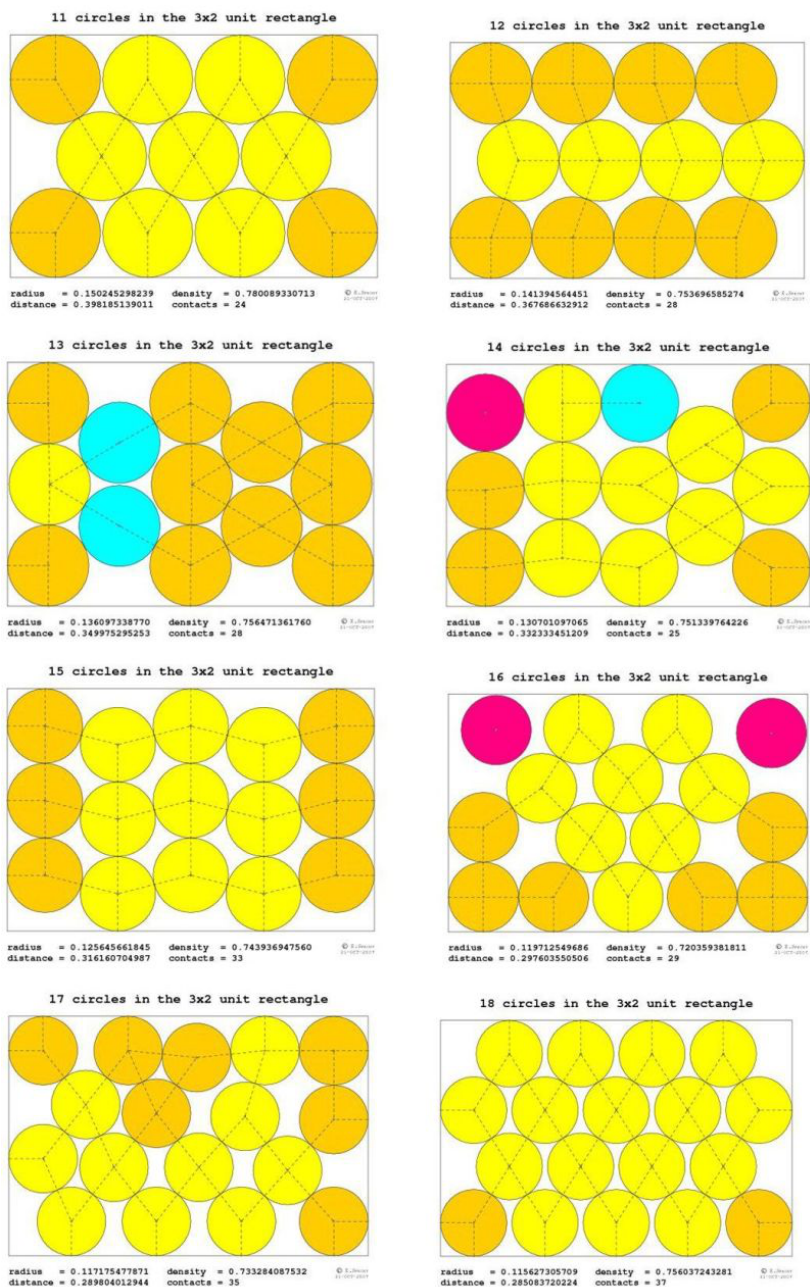 11 circles in the 3x2 unit rectangle
radius = 0.150245298239 density = 0.780089330713
distance = 0.398185139011 contacts = 24
12 circles in the 3x2 unit rectangle
radius = 0.141394564451 density = 0.753696585274
distance = 0.367686632912 contacts = 28
13 circles in the 3x2 unit rectangle
radius = 0.136097338770 density = 0.756471361760
distance = 0.349975295253 contacts = 28
14 circles in the 3x2 unit rectangle
radius = 0.130701097065 density = 0.751339764226
distance = 0.332333451209 contacts = 25
15 circles in the 3x2 unit rectangle
radius = 0.125645661845 density = 0.743936947560
distance = 0.316160704987 contacts = 33
16 circles in the 3x2 unit rectangle
radius = 0.119712549686 density = 0.720359381811
distance = 0.297603550506 contacts = 29
17 circles in the 3x2 unit rectangle
radius = 0.117175477871 density = 0.733284087532
distance = 0.289804012944 contacts = 35
18 circles in the 3x2 unit rectangle
radius = 0.115627305709 density = 0.756037243281
distance = 0.285083720224 contacts = 37